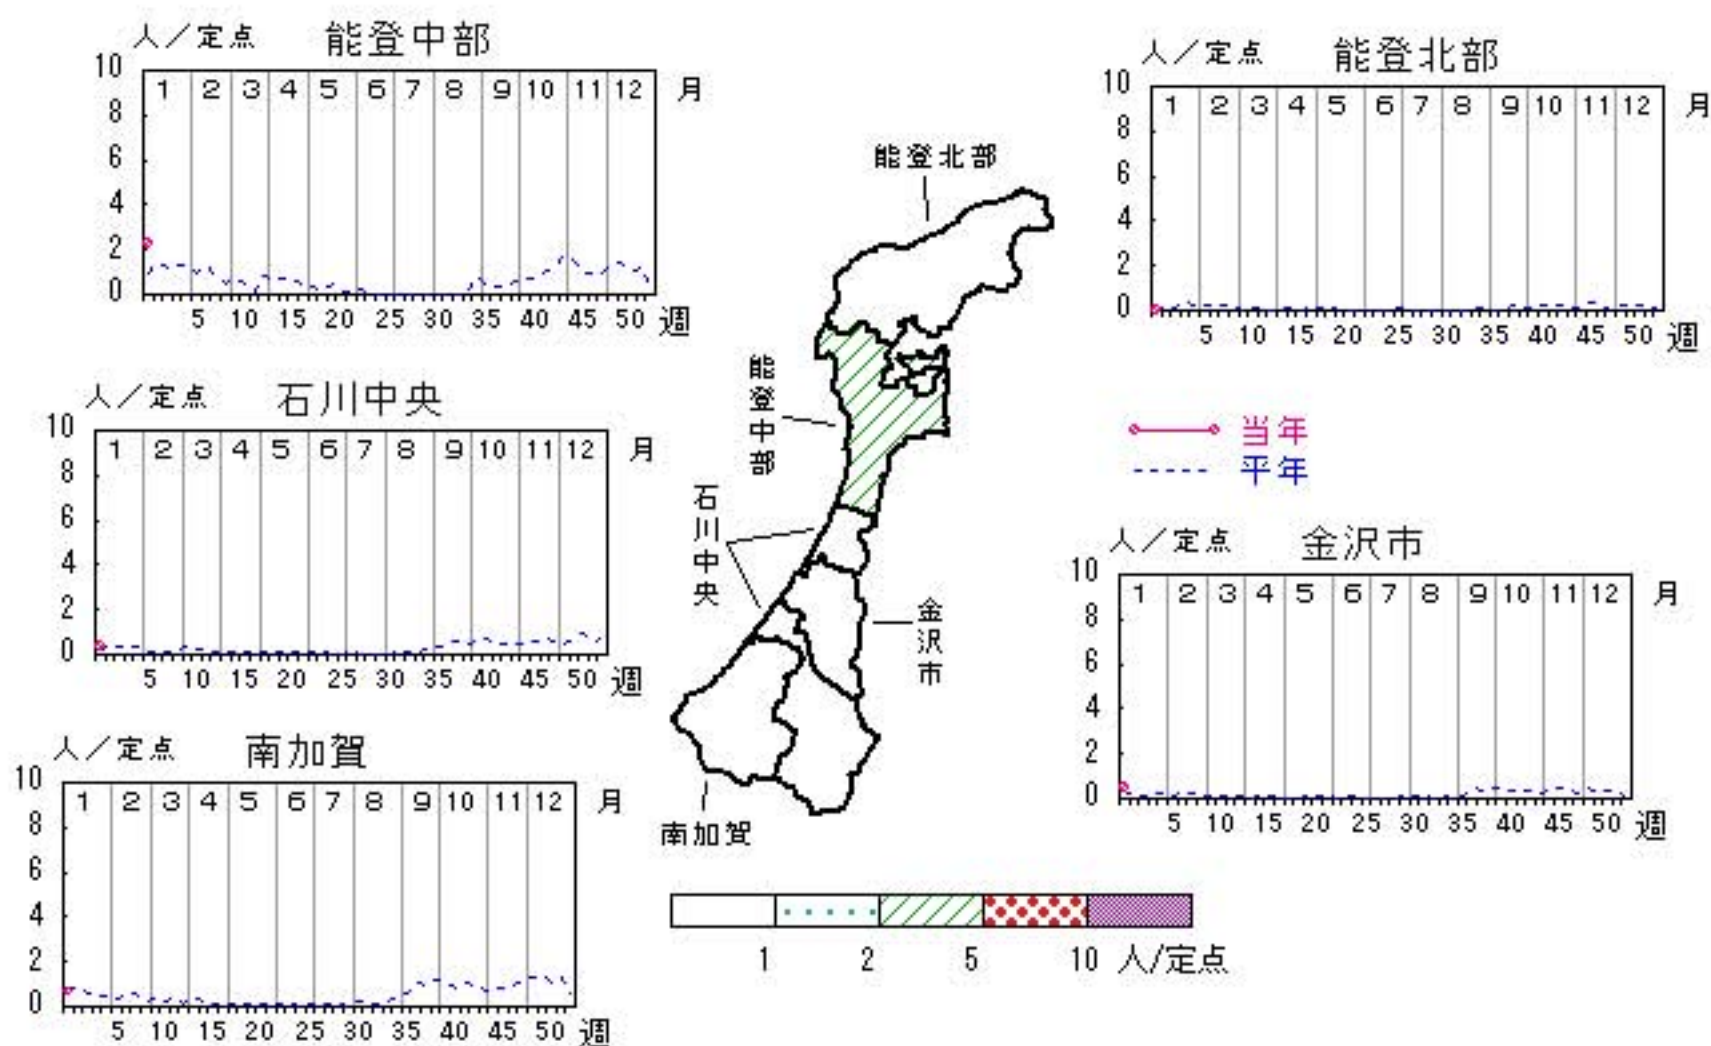 人／定点 能登中部
10 8 6 4 2 0
1 2 3 4 5 6 7 8 9 10 11 12 月
5 10 15 20 25 30 35 40 45 50 週
人／定点 能登北部
10 8 6 4 2 0
1 2 3 4 5 6 7 8 9 10 11 12 月
5 10 15 20 25 30 35 40 45 50 週
人／定点 石川中央
10 8 6 4 2 0
1 2 3 4 5 6 7 8 9 10 11 12 月
5 10 15 20 25 30 35 40 45 50 週
能登北部
能登中部
石川中央
金沢市
南加賀
当年
平年
人／定点 金沢市
10 8 6 4 2 0
1 2 3 4 5 6 7 8 9 10 11 12 月
5 10 15 20 25 30 35 40 45 50 週
人／定点 南加賀
10 8 6 4 2 0
1 2 3 4 5 6 7 8 9 10 11 12 月
5 10 15 20 25 30 35 40 45 50 週
1 2 5 10 人/定点